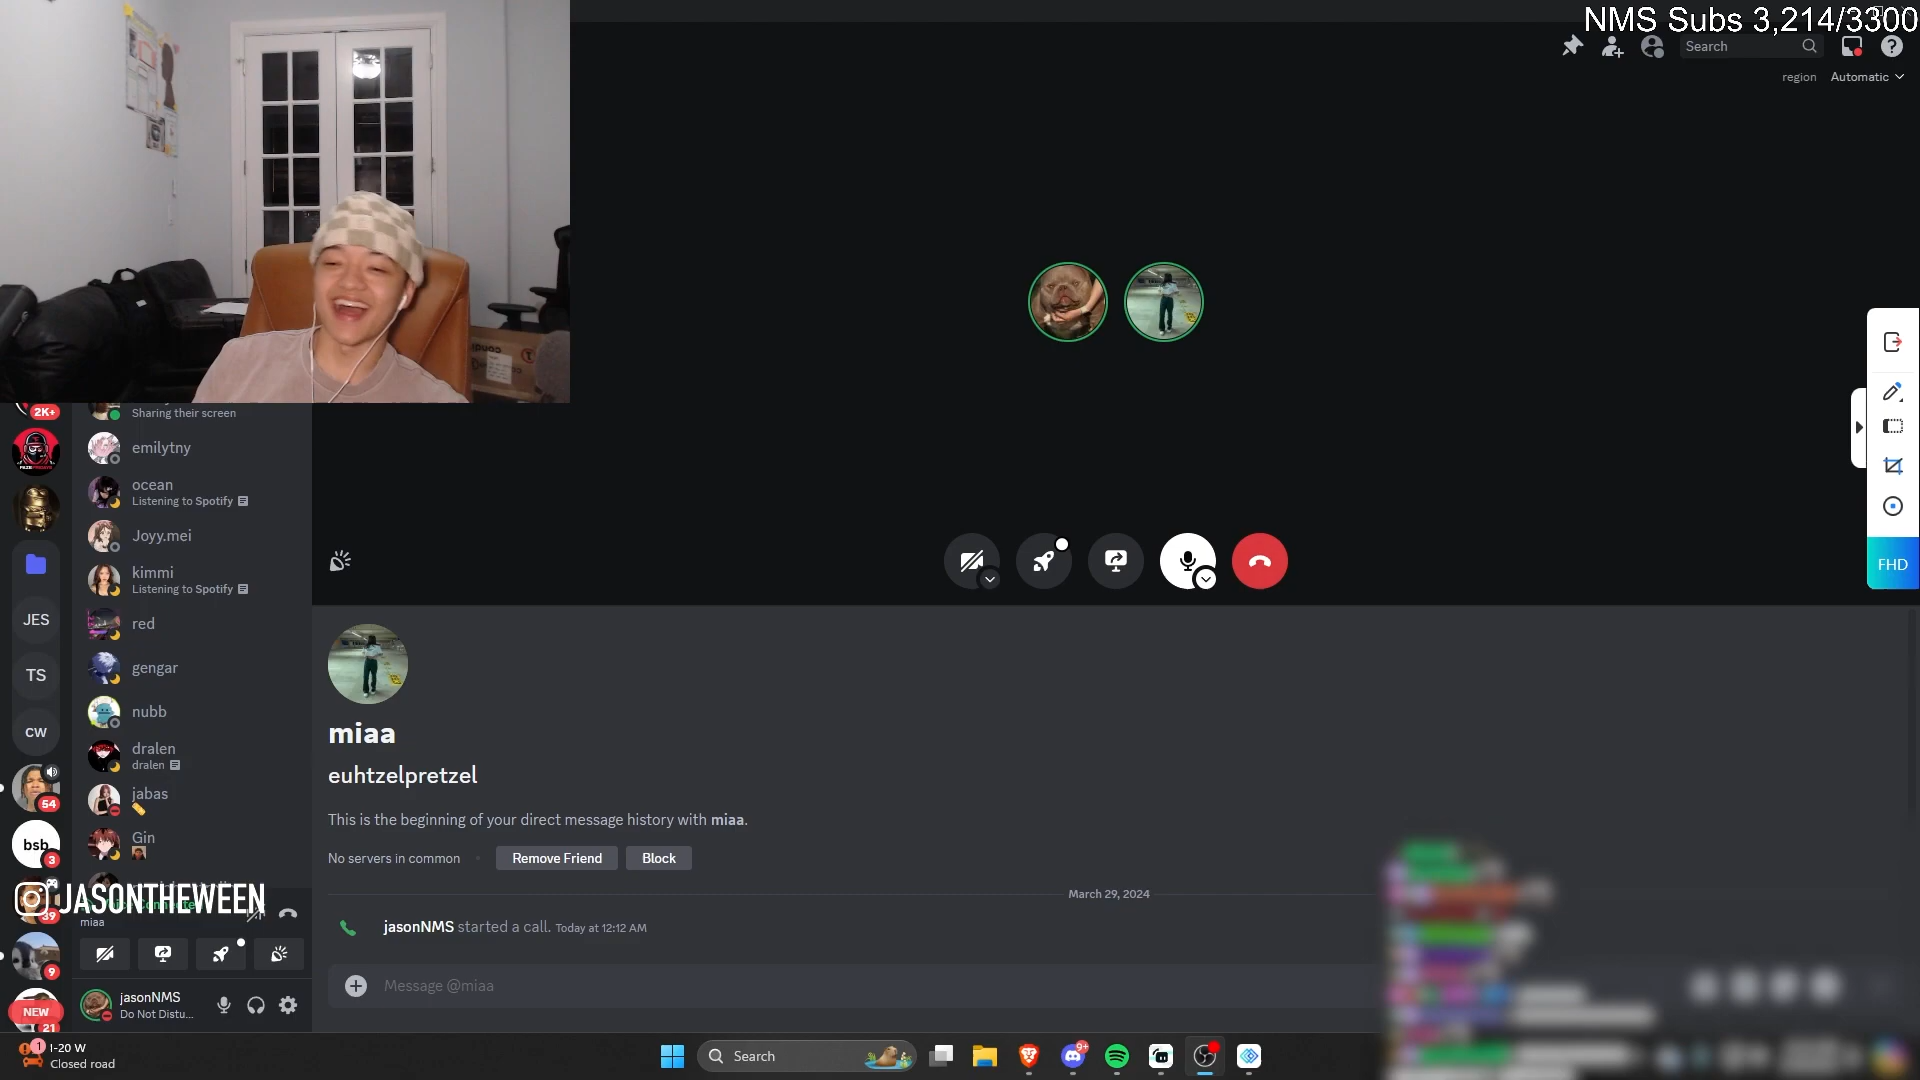 NMS Subs 3,214/3300
Search
region Automatic
2K+
Sharing their screen
emilytny
ocean
Listening to Spotify
Joyy.mei
kimmi
Listening to Spotify
JES
red
gengar
TS
nubb
CW
dralen
dralen
54
jabas
bsb
3
Gin
JASONTHEWEEN
39
miaa
9
NEW
21
jasonNMS
Do Not Distu...
FHD
miaa
euhtzelpretzel
This is the beginning of your direct message history with miaa.
No servers in common Remove Friend Block
March 29, 2024
jasonNMS started a call. Today at 12:12 AM
Message @miaa
1
I-20 W
Closed road
Search
9+